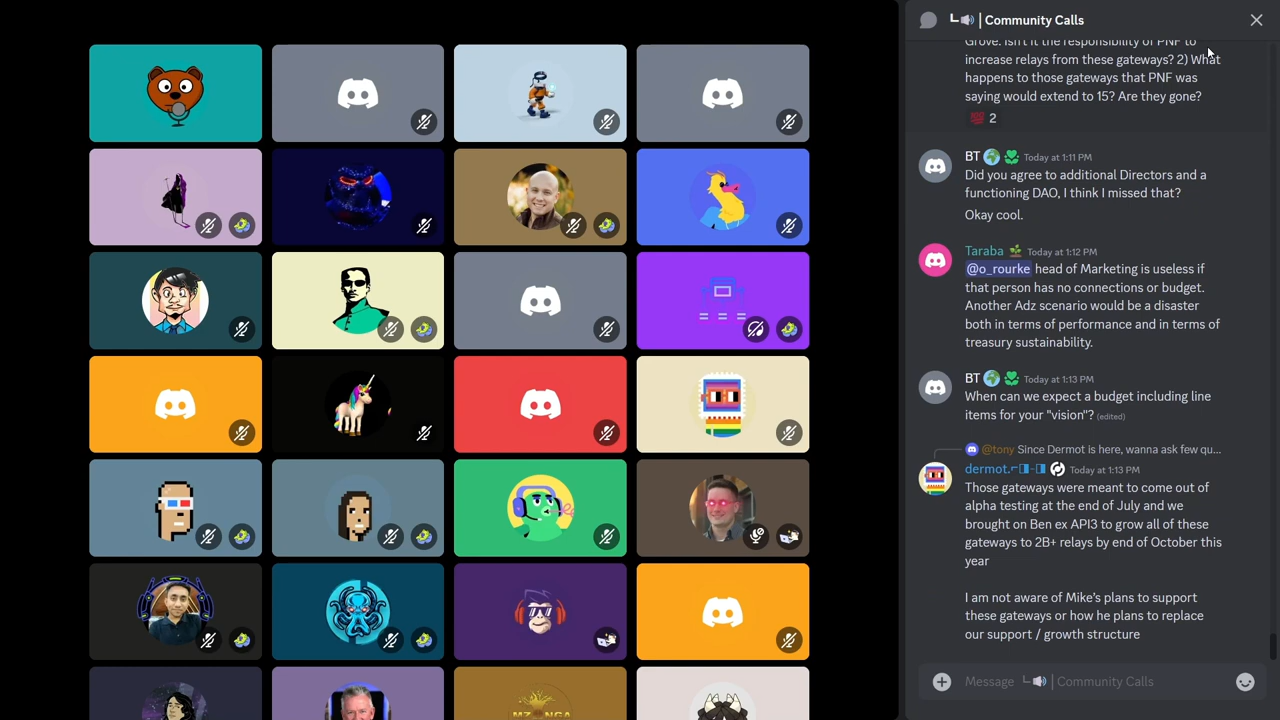 ┗🔊 | Community Calls
Grove. Isn't it the responsibility of PNF to
increase relays from these gateways? 2) What
happens to those gateways that PNF was
saying would extend to 15? Are they gone?
2
BT Today at 1:11 PM
Did you agree to additional Directors and a
functioning DAO, I think I missed that?
Okay cool.
Taraba Today at 1:12 PM
@o_rourke head of Marketing is useless if
that person has no connections or budget.
Another Adz scenario would be a disaster
both in terms of performance and in terms of
treasury sustainability.
BT Today at 1:13 PM
When can we expect a budget including line
items for your "vision"? (edited)
@tony Since Dermot is here, wanna ask few qu...
dermot.⌐◨-◨ Today at 1:13 PM
Those gateways were meant to come out of
alpha testing at the end of July and we
brought on Ben ex API3 to grow all of these
gateways to 2B+ relays by end of October this
year
I am not aware of Mike's plans to support
these gateways or how he plans to replace
our support / growth structure
Message ┗🔊 | Community Calls